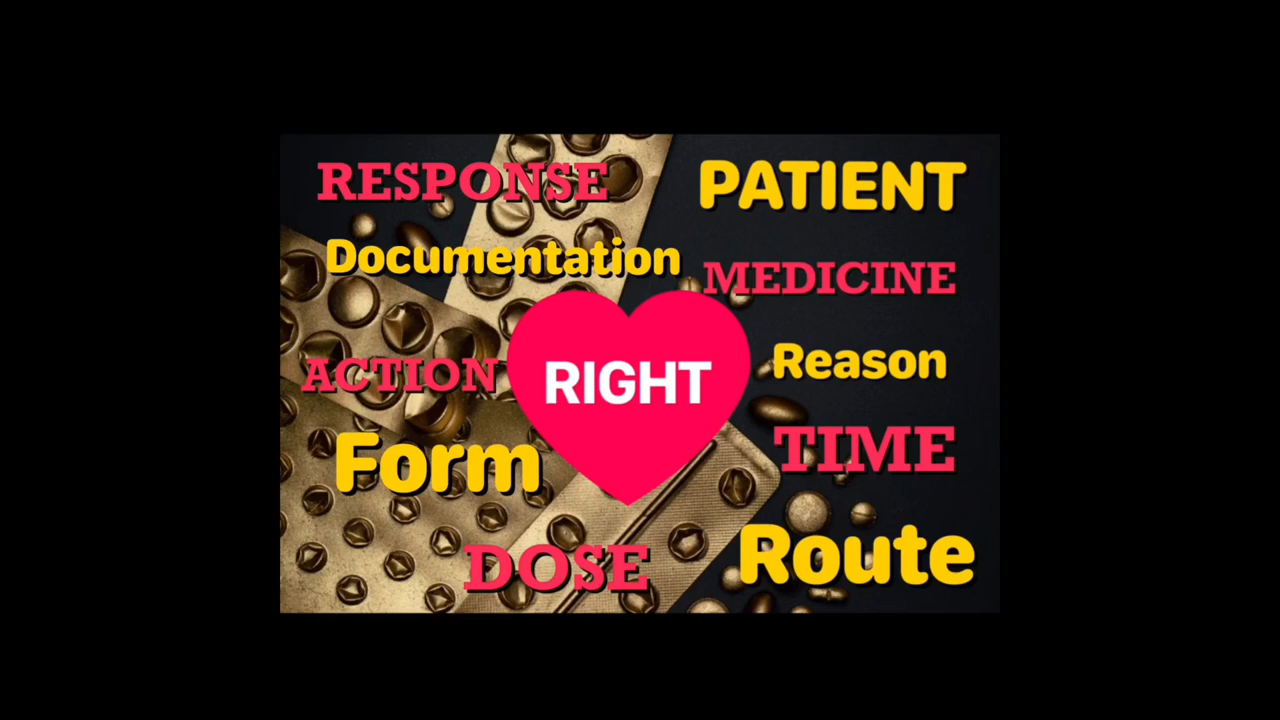 RESPONSE
PATIENT
Documentation
MEDICINE
ACTION
RIGHT
Reason
Form
TIME
DOSE
Route